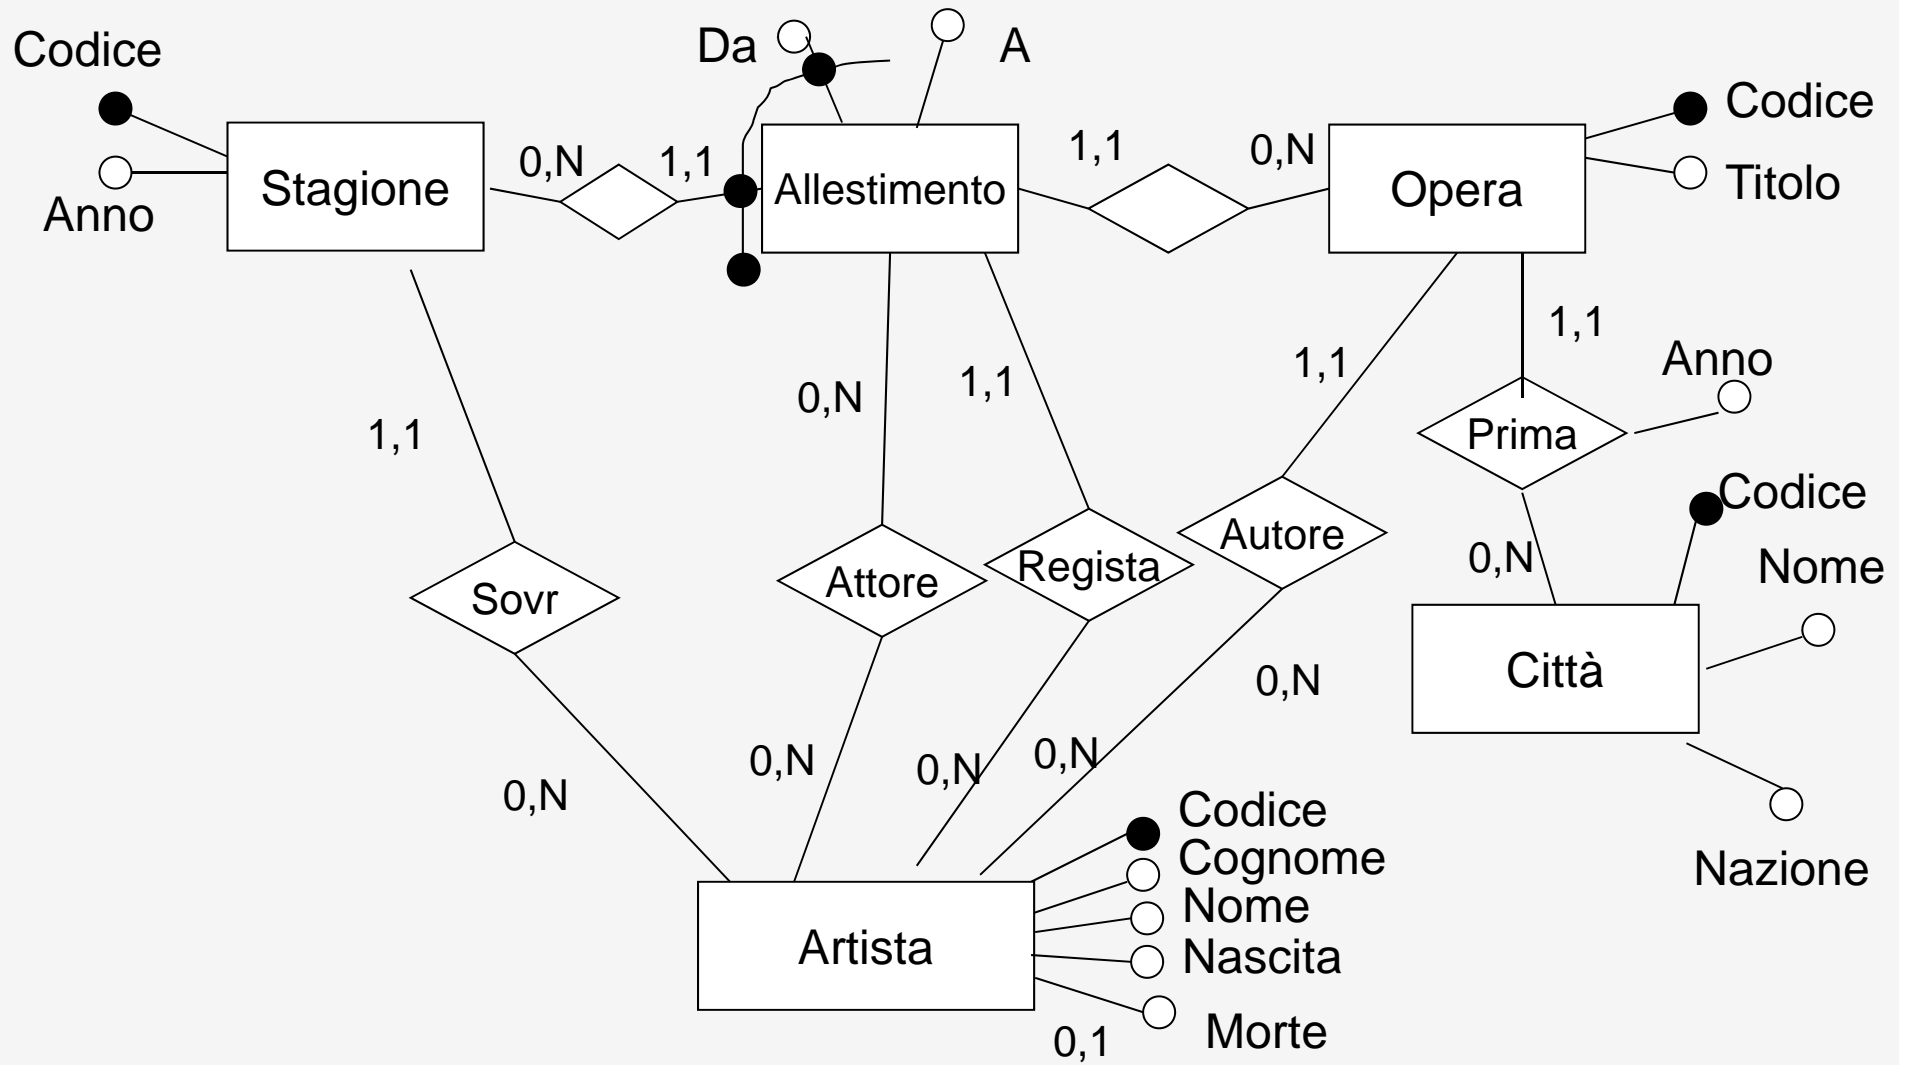 Da
A
Codice
Codice
Stagione
0,N
1,1
Allestimento
1,1
0,N
Opera
Titolo
Anno
1,1
1,1
Anno
0,N
1,1
1,1
Prima
Codice
Sovr
Attore
Regista
Autore
0,N
Nome
0,N
Città
0,N
0,N
0,N
0,N
Codice
Cognome
Nome
Nascita
Nazione
Artista
0,1
Morte